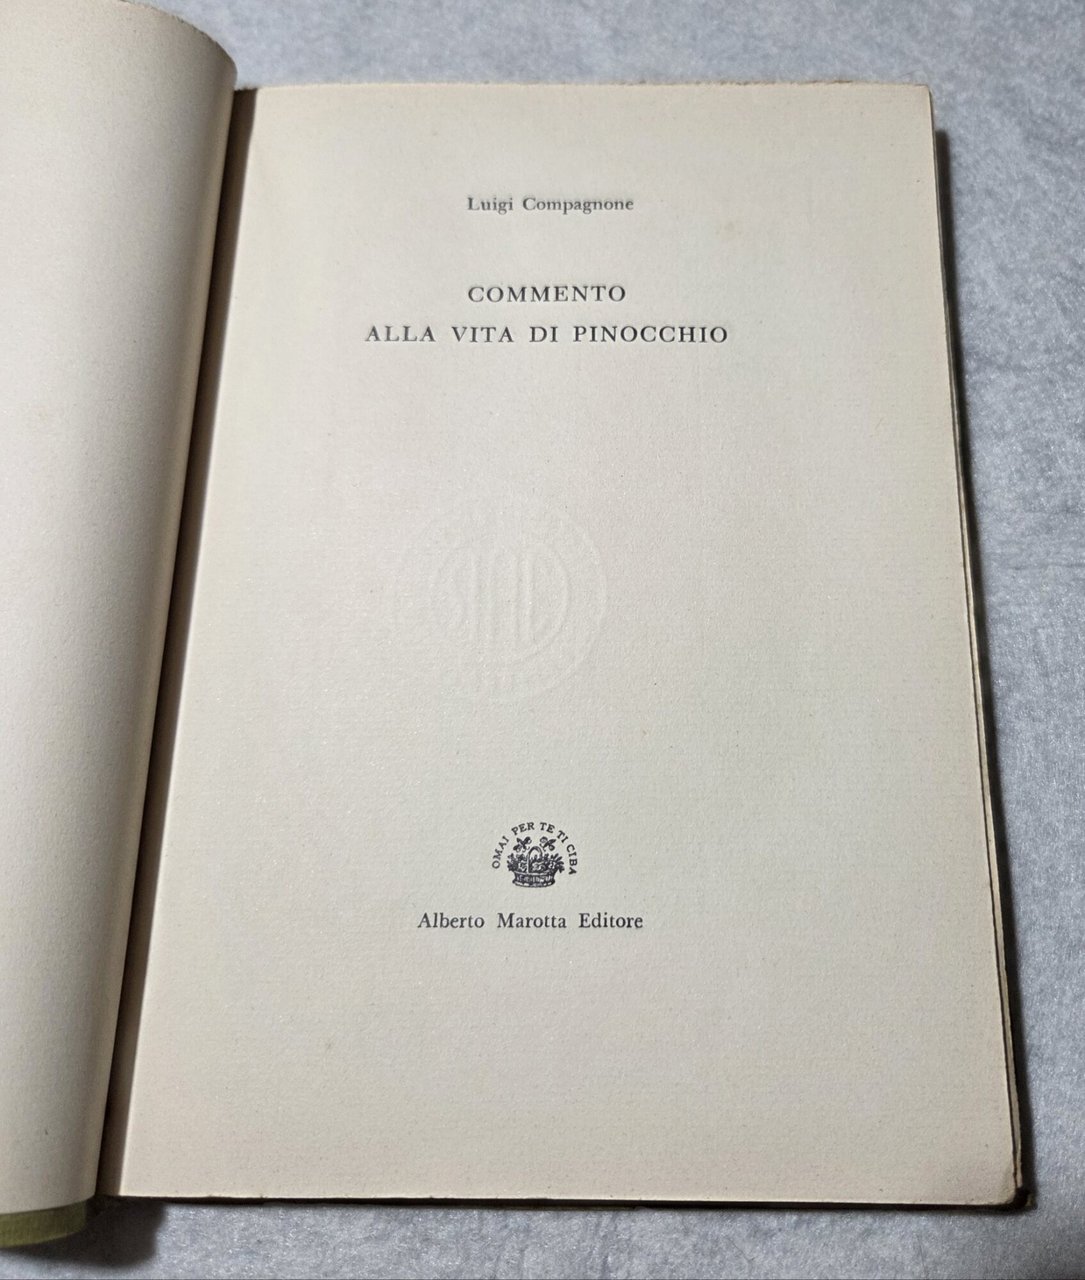 Luigi Compagnone
COMMENTO
ALLA VITA DI PINOCCHIO
OMAI PER TE TI CIBA
Alberto Marotta Editore